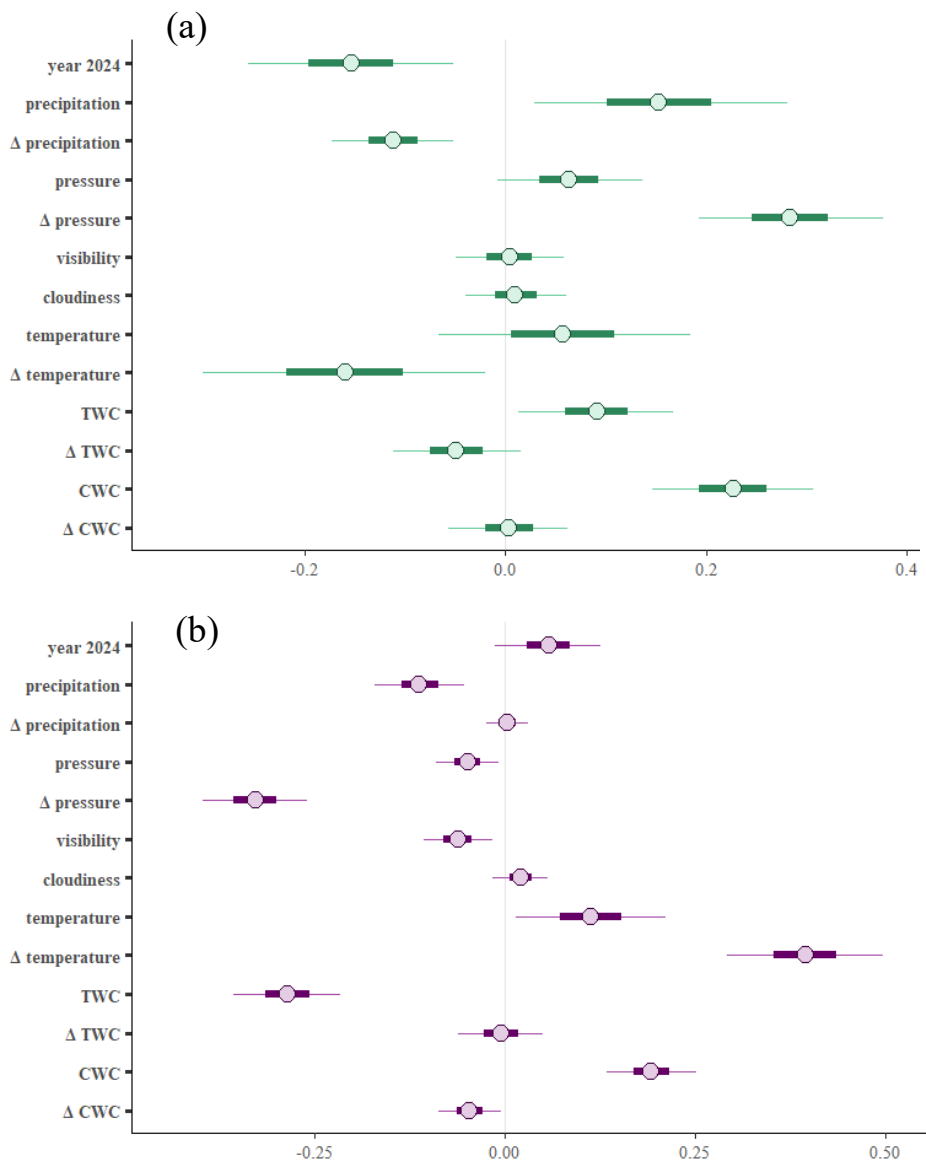 (a)
year 2024
precipitation
Δ precipitation
pressure
Δ pressure
visibility
cloudiness
temperature
Δ temperature
TWC
Δ TWC
CWC
Δ CWC
-0.2 0.0 0.2 0.4
(b)
year 2024
precipitation
Δ precipitation
pressure
Δ pressure
visibility
cloudiness
temperature
Δ temperature
TWC
Δ TWC
CWC
Δ CWC
-0.25 0.00 0.25 0.50